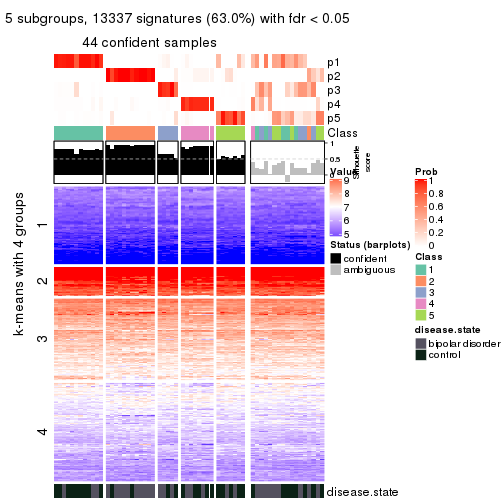 5 subgroups, 13337 signatures (63.0%) with fdr < 0.05
44 confident samples
p1
p2
p3
p4
p5
Class
1
0.5
0
Silhouette
score
k-means with 4 groups
1
2
3
4
Value
9
8
7
6
5
Status (barplots)
confident
ambiguous
Prob
1
0.8
0.6
0.4
0.2
0
Class
1
2
3
4
5
disease.state
bipolar disorder
control
disease.state